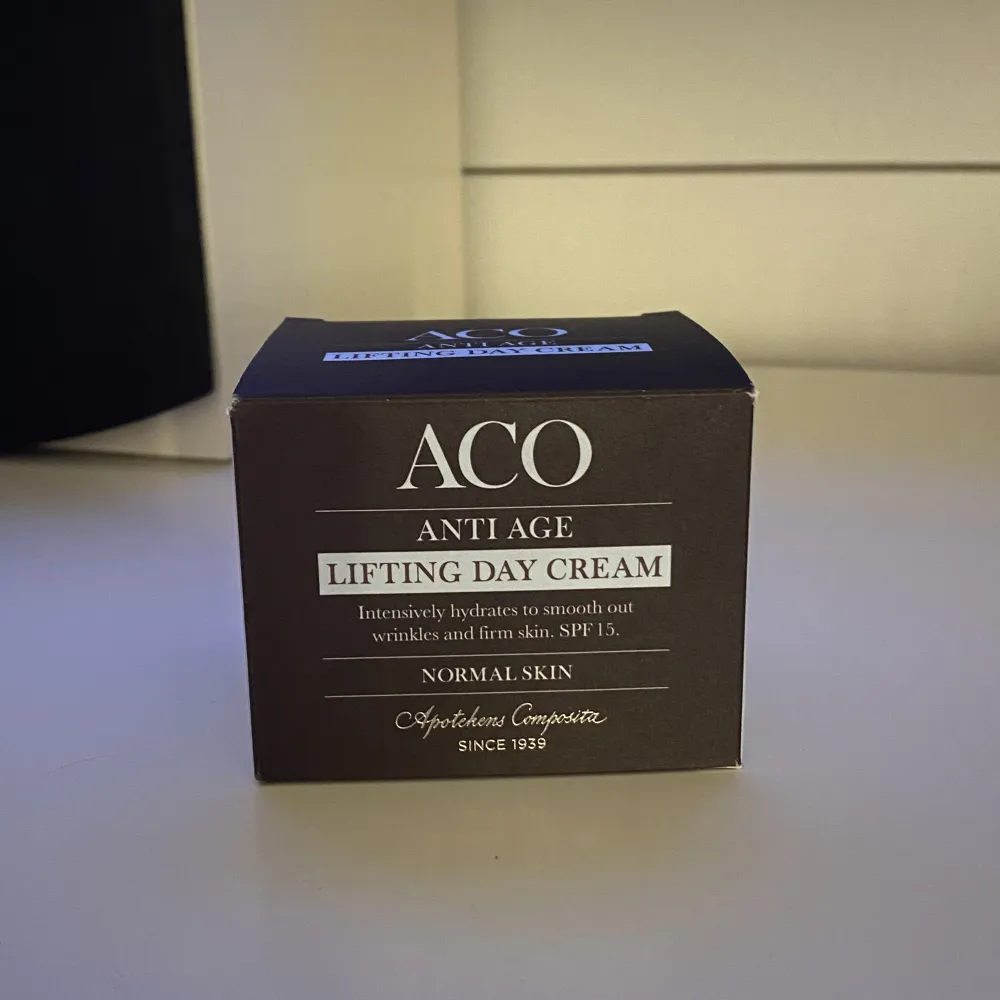 ACO
ANTI AGE
LIFTING DAY CREAM
ACO
ANTI AGE
LIFTING DAY CREAM
Intensively hydrates to smooth out
wrinkles and firm skin. SPF 15.
NORMAL SKIN
Apotekens Composita
SINCE 1939